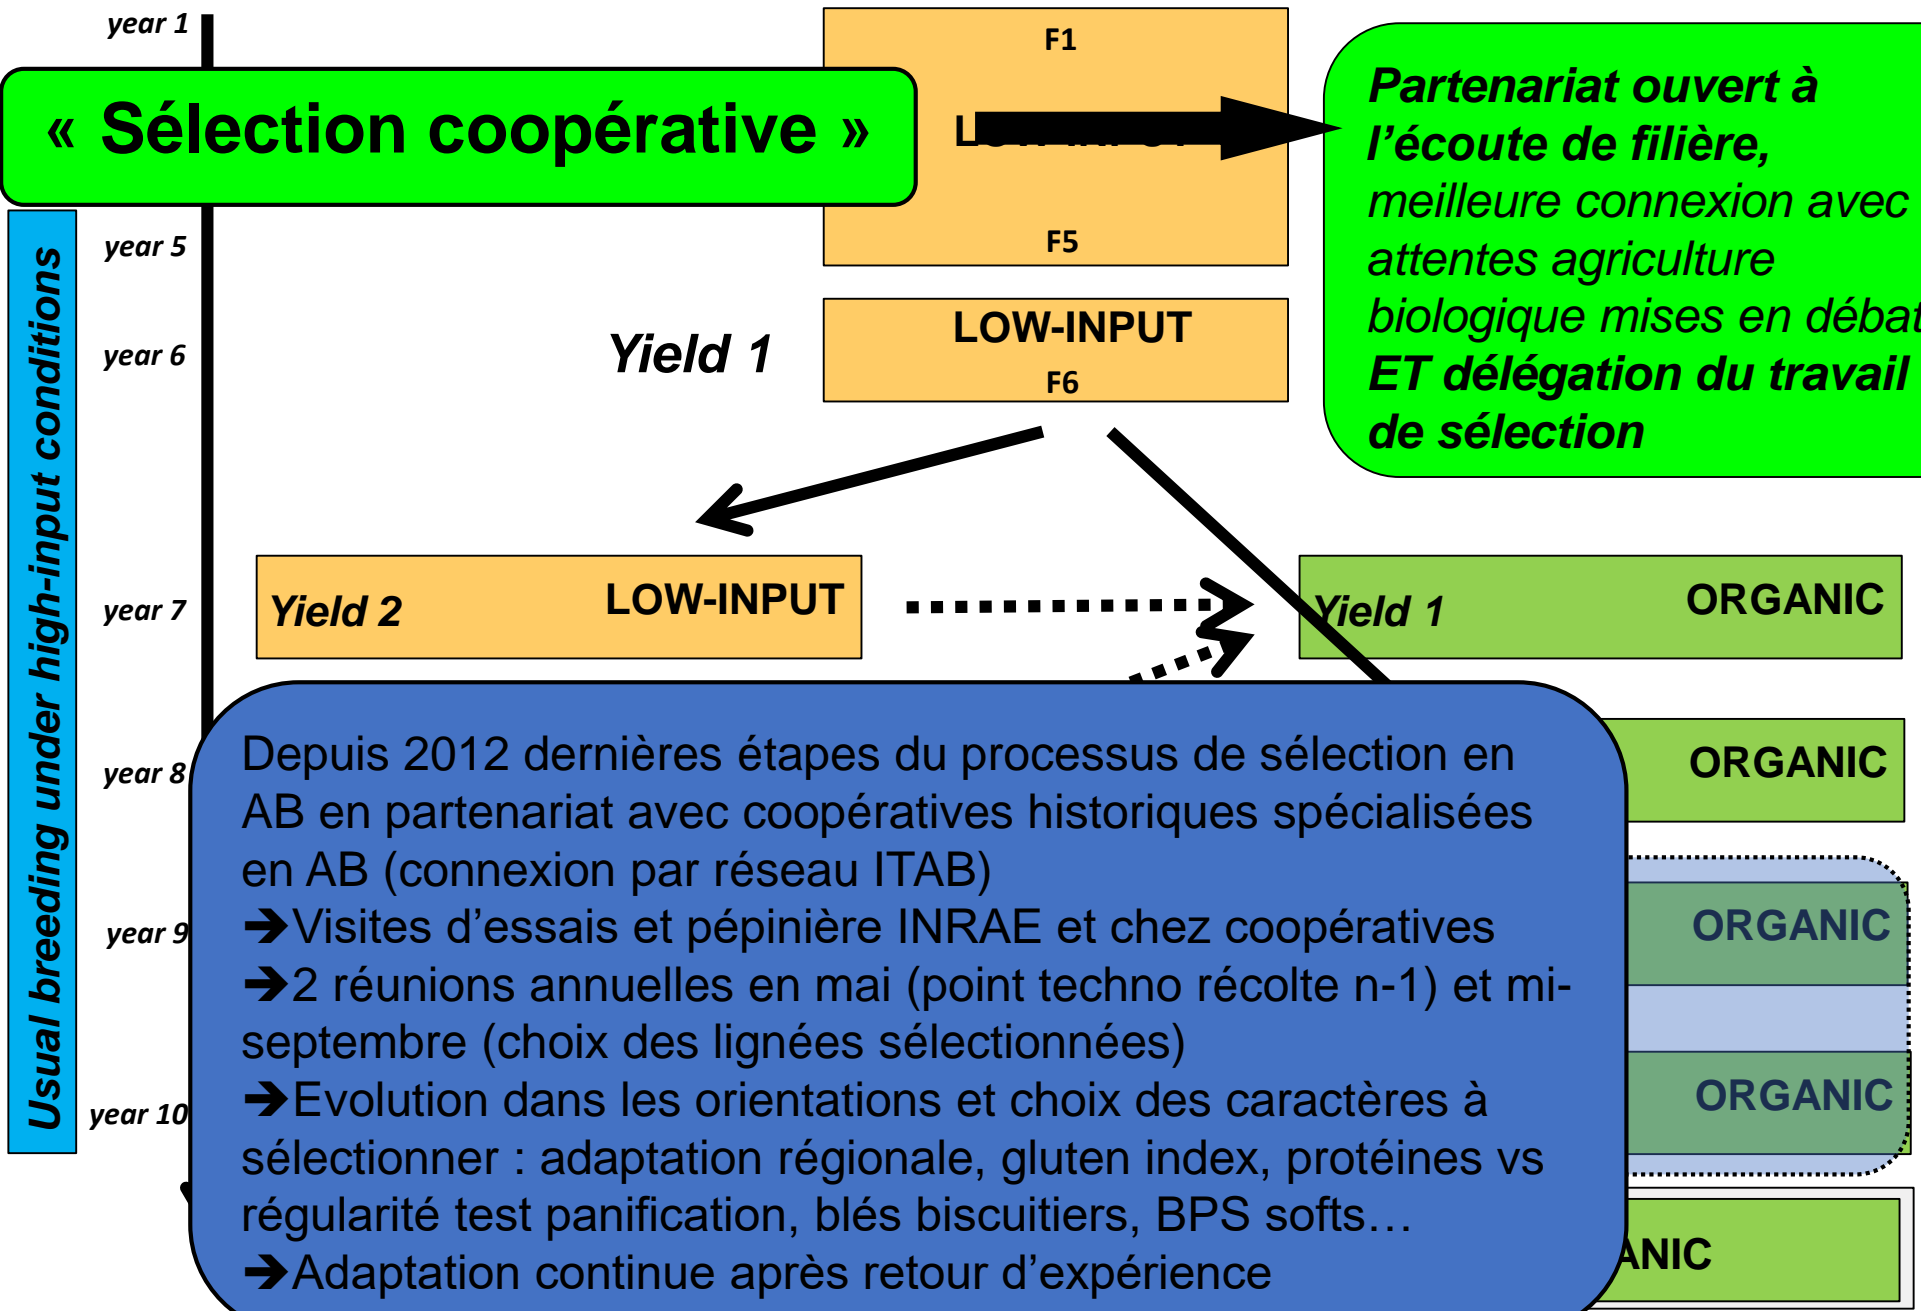 year 1
F1
« Sélection coopérative »
Partenariat ouvert à
l’écoute de filière,
meilleure connexion avec
attentes agriculture
biologique mises en débat
ET délégation du travail
de sélection
year 5
F5
Usual breeding under high-input conditions
year 6
Yield 1
LOW-INPUT
F6
year 7
Yield 2
LOW-INPUT
Yield 1
ORGANIC
year 8
ORGANIC
Depuis 2012 dernières étapes du processus de sélection en
AB en partenariat avec coopératives historiques spécialisées
en AB (connexion par réseau ITAB)
➔Visites d’essais et pépinière INRAE et chez coopératives
➔2 réunions annuelles en mai (point techno récolte n-1) et mi-
septembre (choix des lignées sélectionnées)
➔Evolution dans les orientations et choix des caractères à
sélectionner : adaptation régionale, gluten index, protéines vs
régularité test panification, blés biscuitiers, BPS softs…
➔Adaptation continue après retour d’expérience
year 9
ORGANIC
year 10
ORGANIC
ANIC